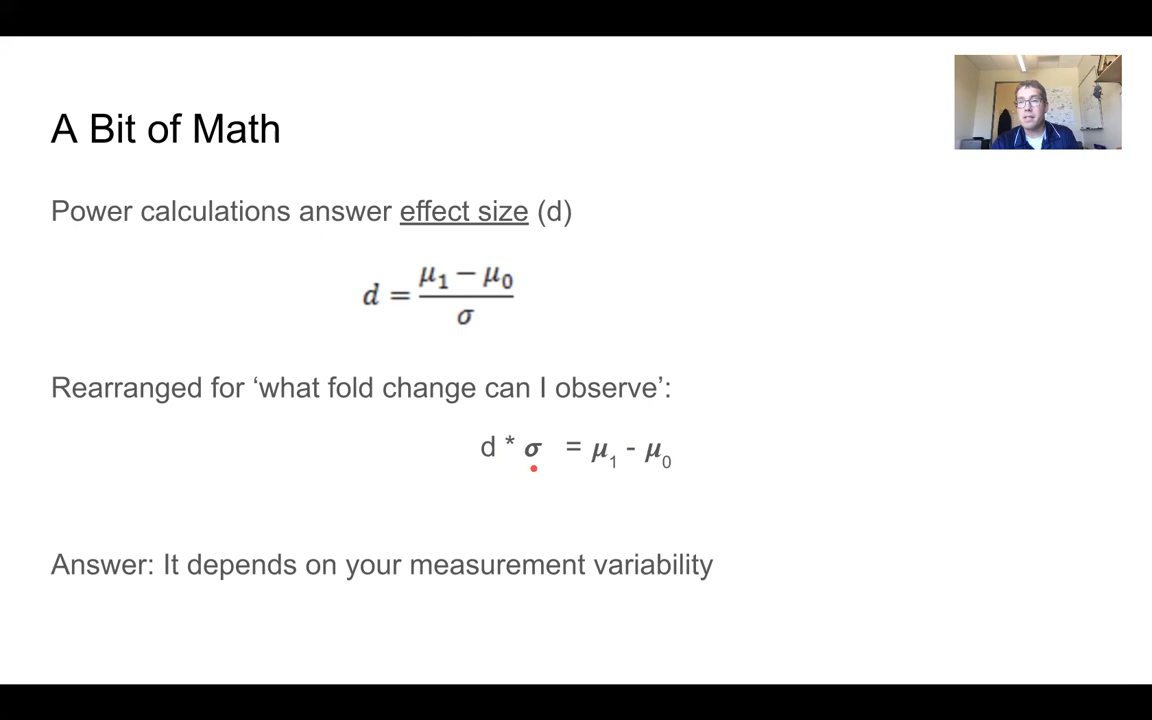 A Bit of Math
Power calculations answer effect size (d)
d = (μ₁ − μ₀) / σ
Rearranged for ‘what fold change can I observe’:
d * σ = μ₁ - μ₀
Answer: It depends on your measurement variability